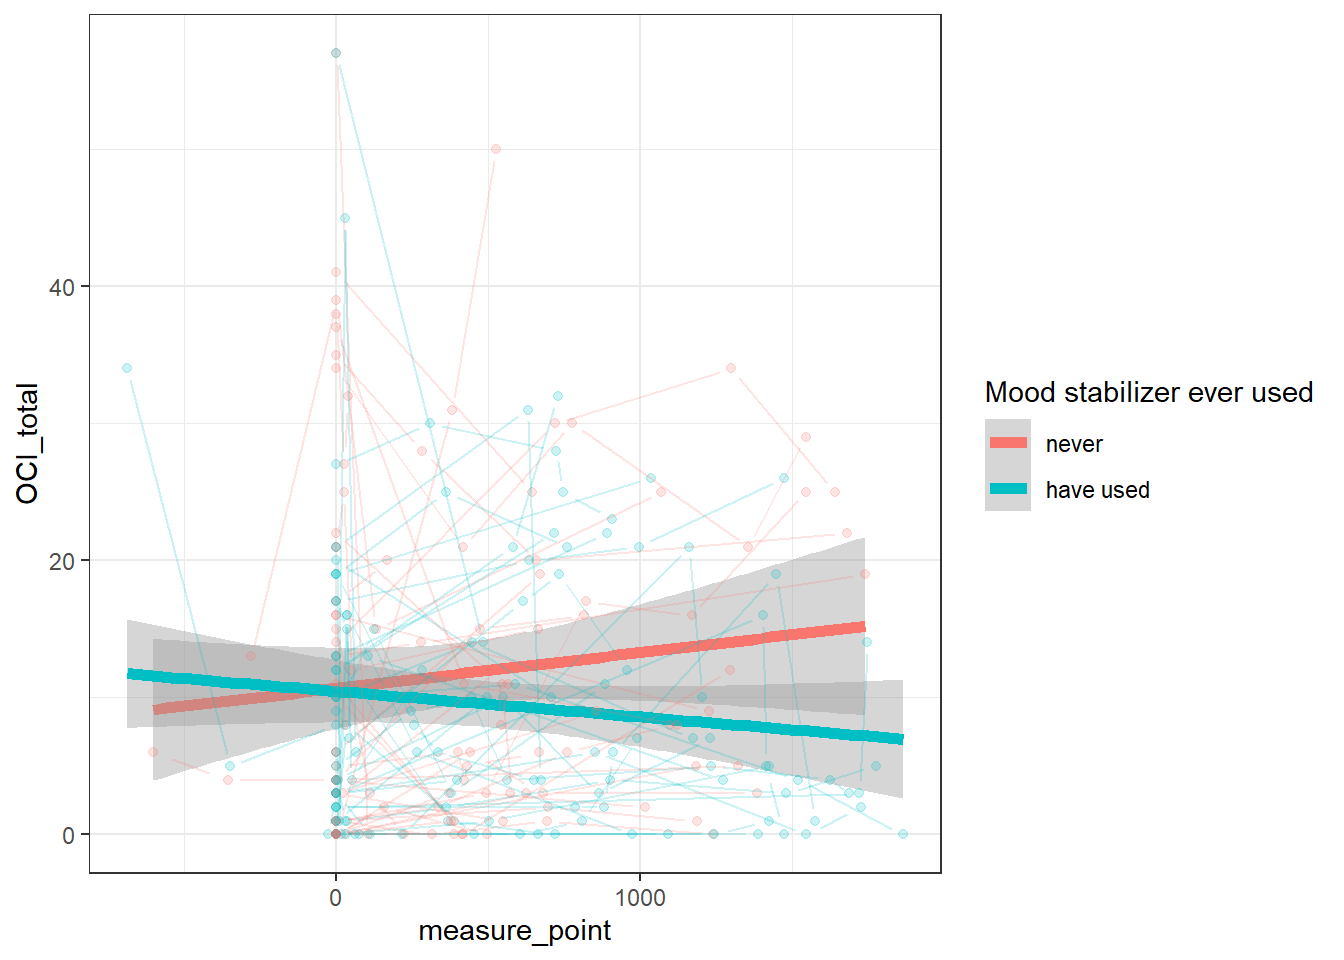 40
20
0
OCI_total
0
1000
measure_point
Mood stabilizer ever used
never
have used